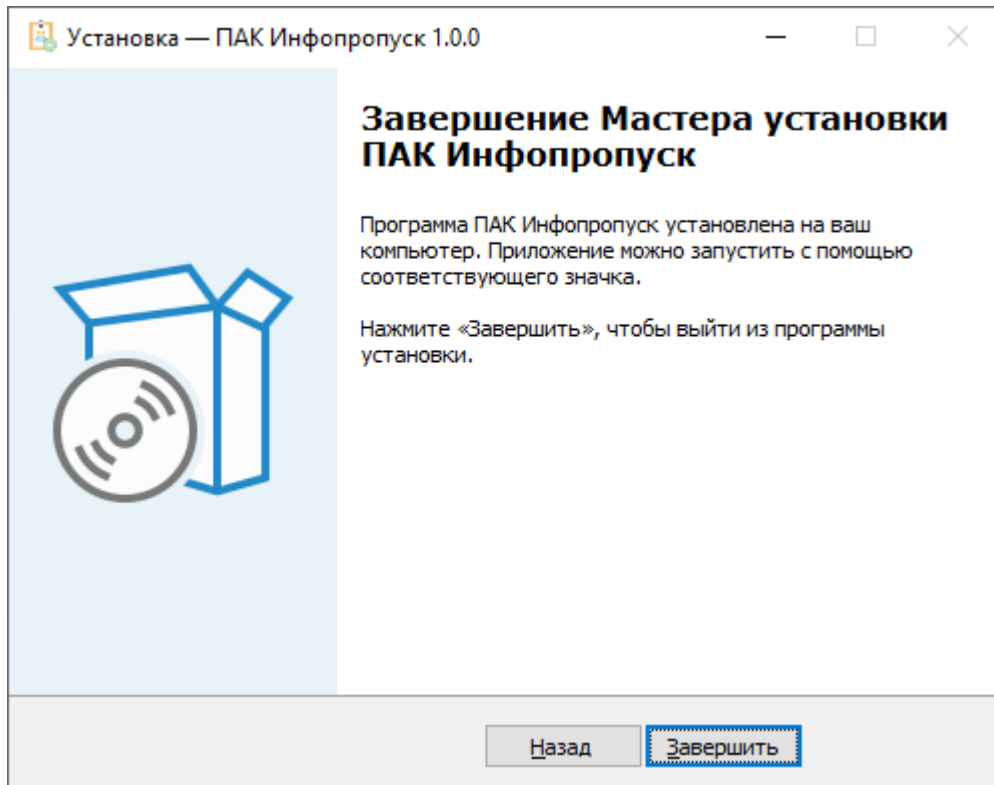 Установка — ПАК Инфопропуск 1.0.0
Завершение Мастера установки
ПАК Инфопропуск
Программа ПАК Инфопропуск установлена на ваш
компьютер. Приложение можно запустить с помощью
соответствующего значка.
Нажмите «Завершить», чтобы выйти из программы
установки.
Назад
Завершить